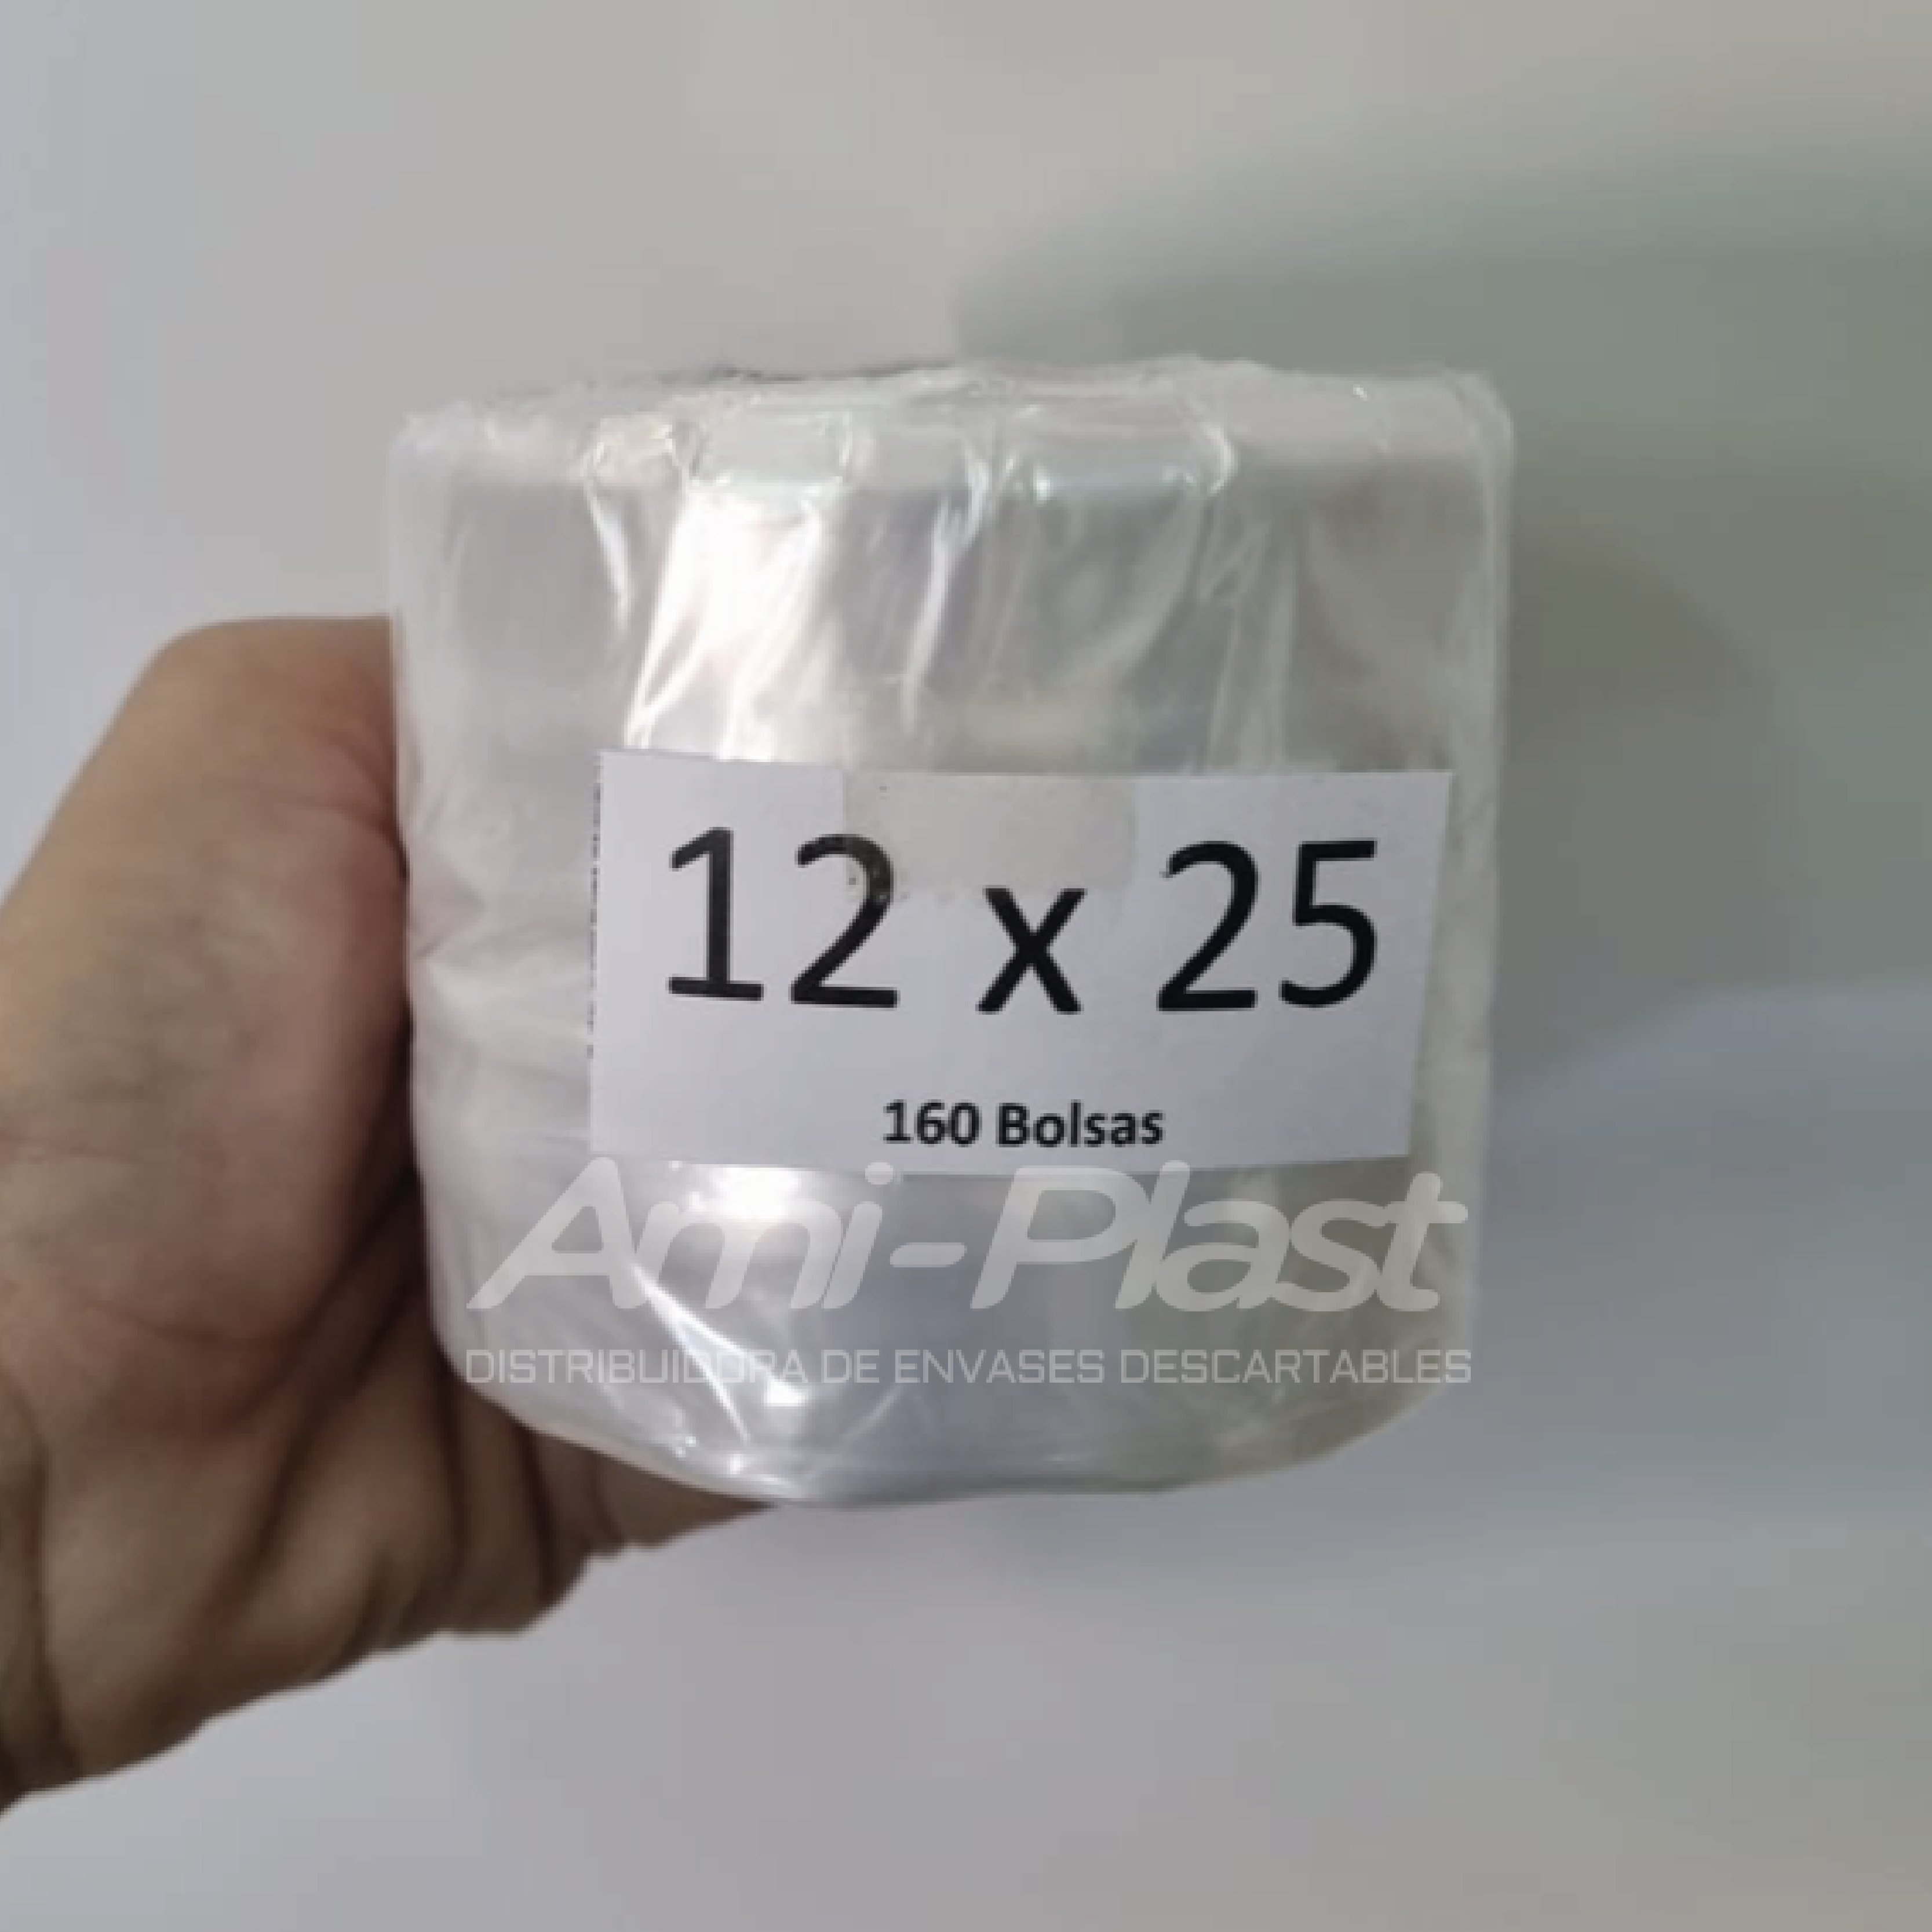 12 x 25
160 Bolsas
Ami-Plast
DISTRIBUIDORA DE ENVASES DESCARTABLES